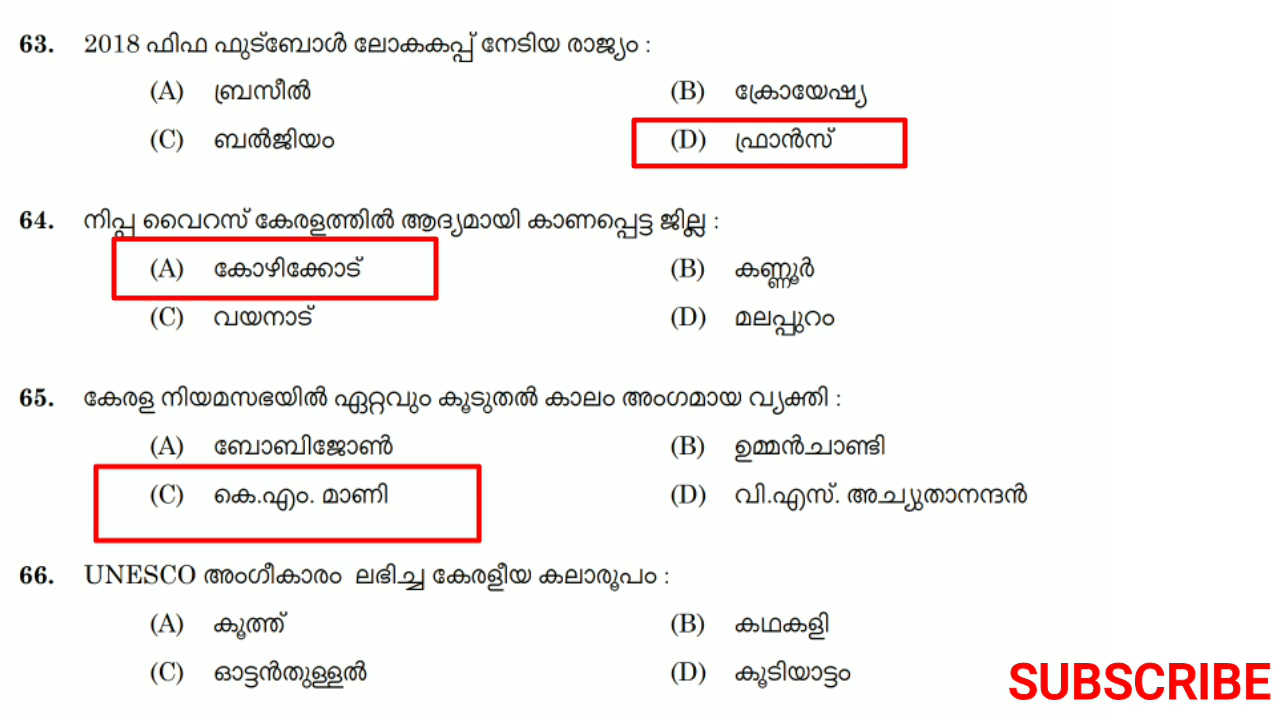 63. 2018 ഫിഫ ഫുട്ബോൾ ലോകകപ്പ് നേടിയ രാജ്യം :
(A) ബ്രസീൽ (B) ക്രോയേഷ്യ
(C) ബൽജിയം (D) ഫ്രാൻസ്
64. നിപ്പ വൈറസ് കേരളത്തിൽ ആദ്യമായി കാണപ്പെട്ട ജില്ല :
(A) കോഴിക്കോട് (B) കണ്ണൂർ
(C) വയനാട് (D) മലപ്പുറം
65. കേരള നിയമസഭയിൽ ഏറ്റവും കൂടുതൽ കാലം അംഗമായ വ്യക്തി :
(A) ബോബിജോൺ (B) ഉമ്മൻചാണ്ടി
(C) കെ.എം. മാണി (D) വി.എസ്. അച്യുതാനന്ദൻ
66. UNESCO അംഗീകാരം ലഭിച്ച കേരളീയ കലാരൂപം :
(A) കൂത്ത് (B) കഥകളി
(C) ഓട്ടൻതുള്ളൽ (D) കൂടിയാട്ടം
SUBSCRIBE